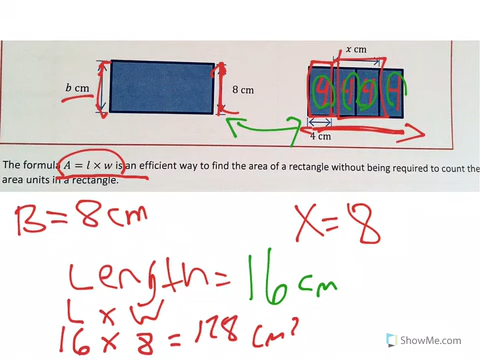 x cm
b cm
8 cm
4 cm
4 4 4 4
The formula A = l × w is an efficient way to find the area of a rectangle without being required to count the
area units in a rectangle.
B = 8 cm
X = 8
Length = 16 cm
L x W
16 x 8 = 128 cm²
ShowMe.com